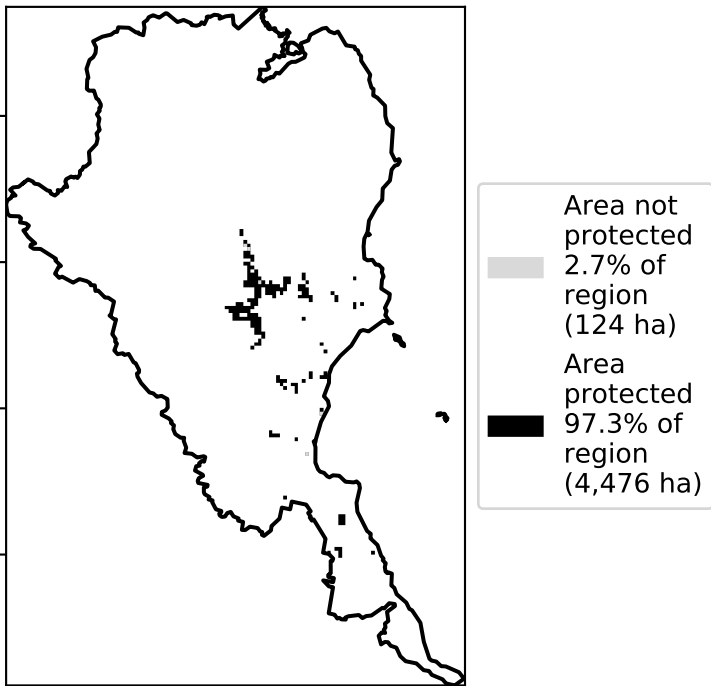 Area not
protected
2.7% of
region
(124 ha)
Area
protected
97.3% of
region
(4,476 ha)